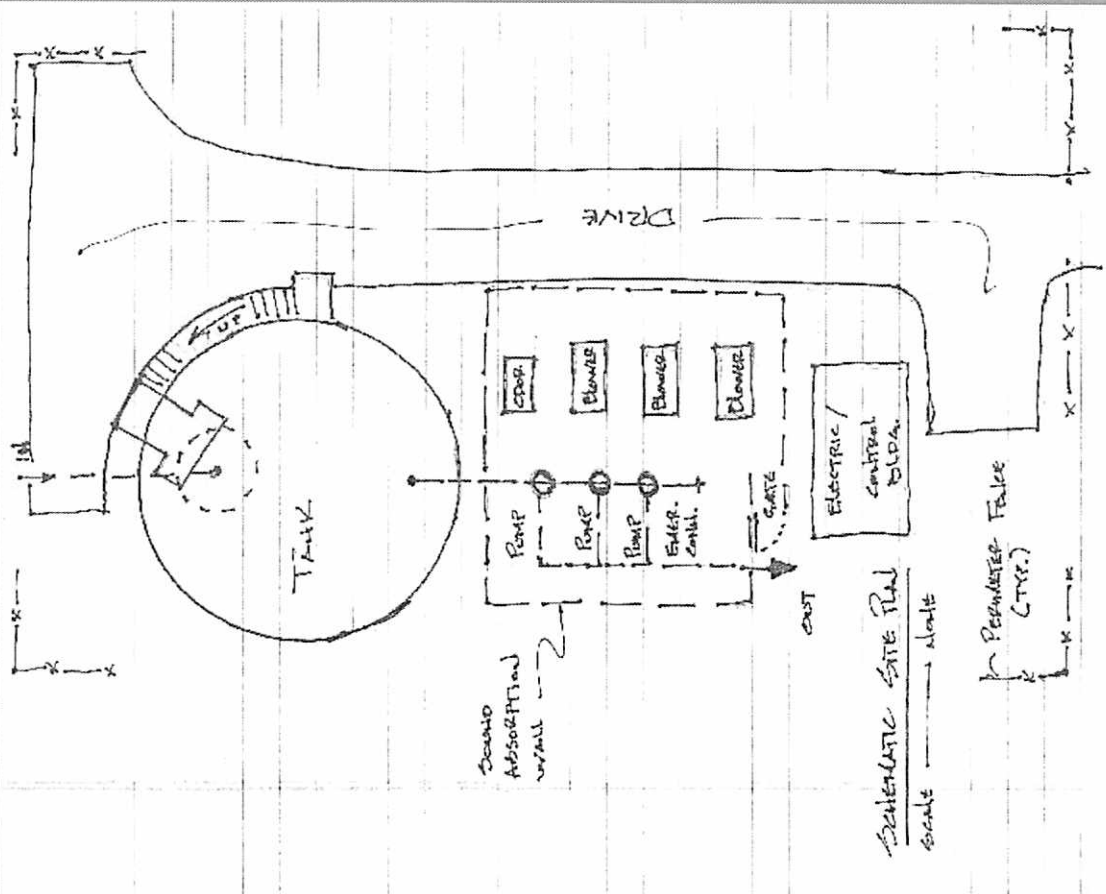 IN
UP
TANK
DRIVE
ODOR
BLOWER
BLOWER
BLOWER
PUMP
PUMP
PUMP
EMER.
CONN.
GATE
OUT
ELECTRIC /
CONTROL
BLDG.
SOUND
ABSORPTION
WALL
SCHEMATIC SITE PLAN
SCALE NONE
PERIMETER FENCE
(TYP.)